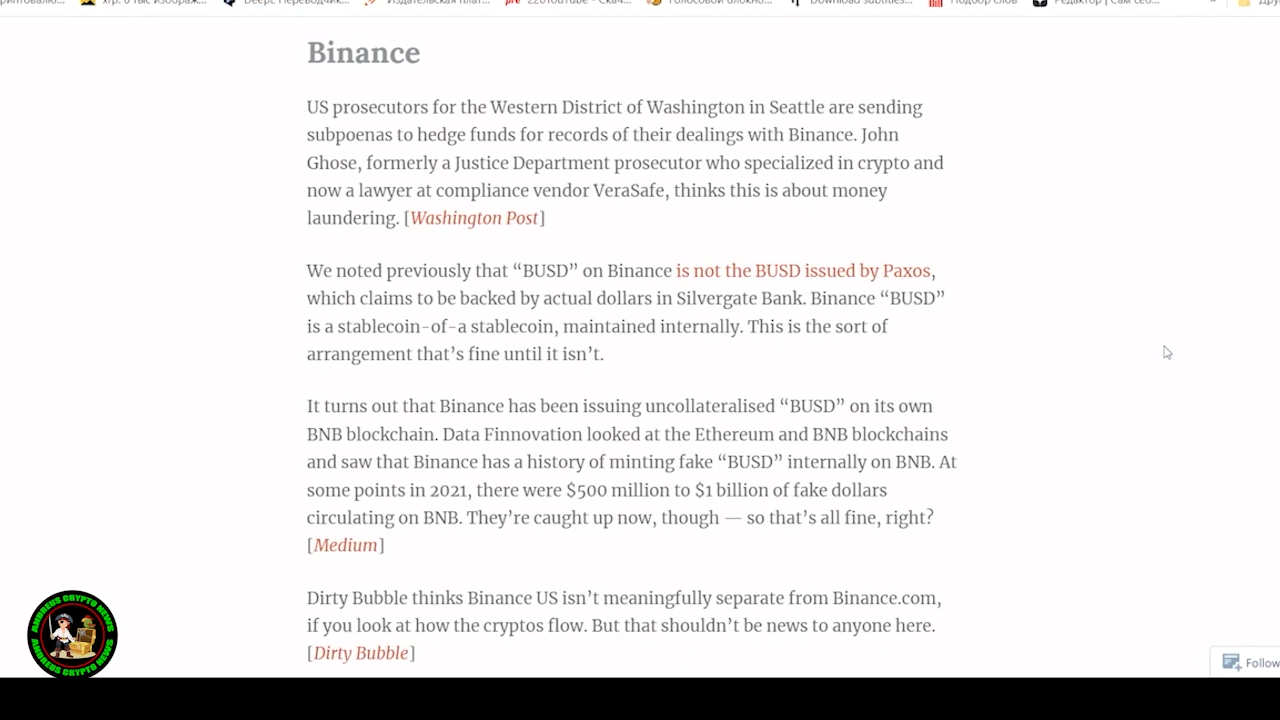 Binance
US prosecutors for the Western District of Washington in Seattle are sending
subpoenas to hedge funds for records of their dealings with Binance. John
Ghose, formerly a Justice Department prosecutor who specialized in crypto and
now a lawyer at compliance vendor VeraSafe, thinks this is about money
laundering. [Washington Post]
We noted previously that “BUSD” on Binance is not the BUSD issued by Paxos,
which claims to be backed by actual dollars in Silvergate Bank. Binance “BUSD”
is a stablecoin-of-a stablecoin, maintained internally. This is the sort of
arrangement that’s fine until it isn’t.
It turns out that Binance has been issuing uncollateralised “BUSD” on its own
BNB blockchain. Data Finnovation looked at the Ethereum and BNB blockchains
and saw that Binance has a history of minting fake “BUSD” internally on BNB. At
some points in 2021, there were $500 million to $1 billion of fake dollars
circulating on BNB. They’re caught up now, though — so that’s all fine, right?
[Medium]
Dirty Bubble thinks Binance US isn’t meaningfully separate from Binance.com,
if you look at how the cryptos flow. But that shouldn’t be news to anyone here.
[Dirty Bubble]
Follow
ANDREUS CRYPTO NEWS
ANDREUS CRYPTO NEWS